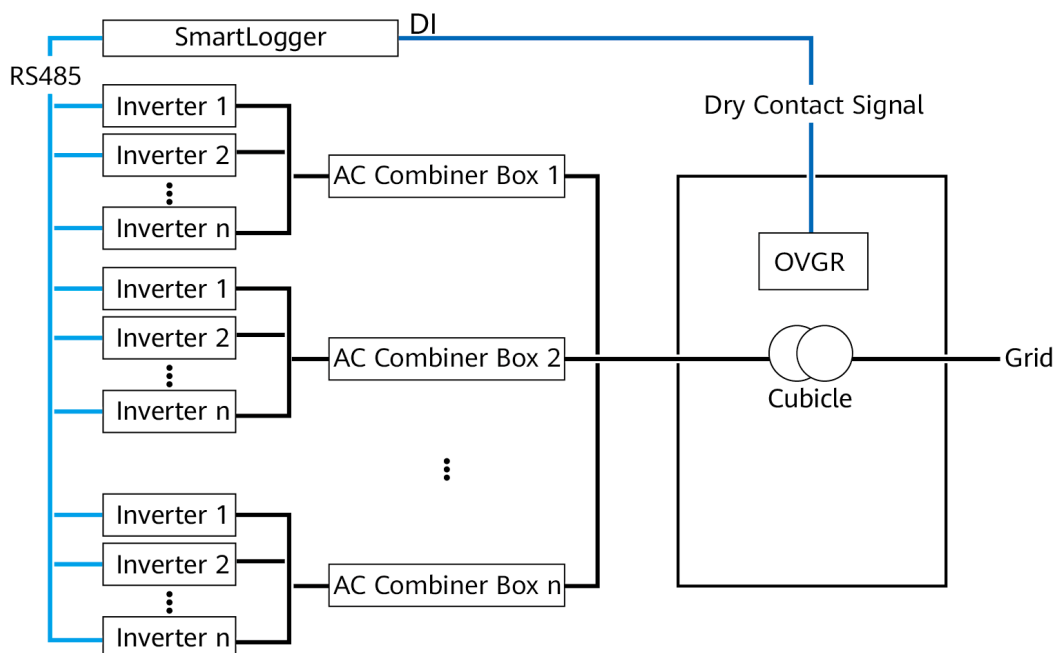 SmartLogger
DI
RS485
Inverter 1
Dry Contact Signal
Inverter 2
AC Combiner Box 1
Inverter n
OVGR
Inverter 1
Inverter 2
AC Combiner Box 2
Grid
Cubicle
Inverter n
Inverter 1
Inverter 2
AC Combiner Box n
Inverter n